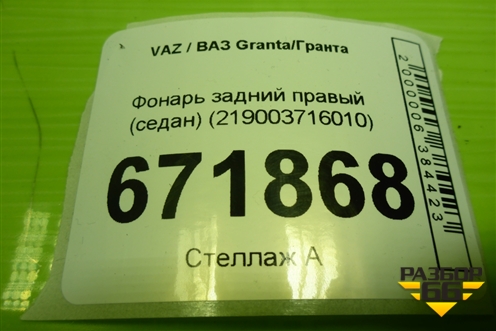 VAZ / ВАЗ Granta/Гранта
Фонарь задний правый
(седан) (219003716010)
671868
Стеллаж А
2000006384423
РАЗБОР
66